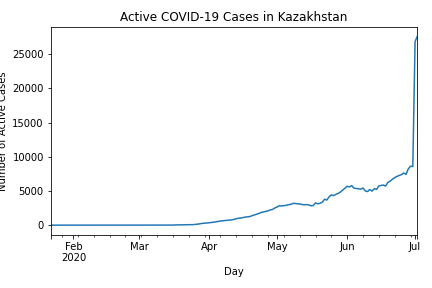 Active COVID-19 Cases in Kazakhstan
Number of Active Cases
25000
20000
15000
10000
5000
0
Feb
2020
Mar
Apr
May
Jun
Jul
Day